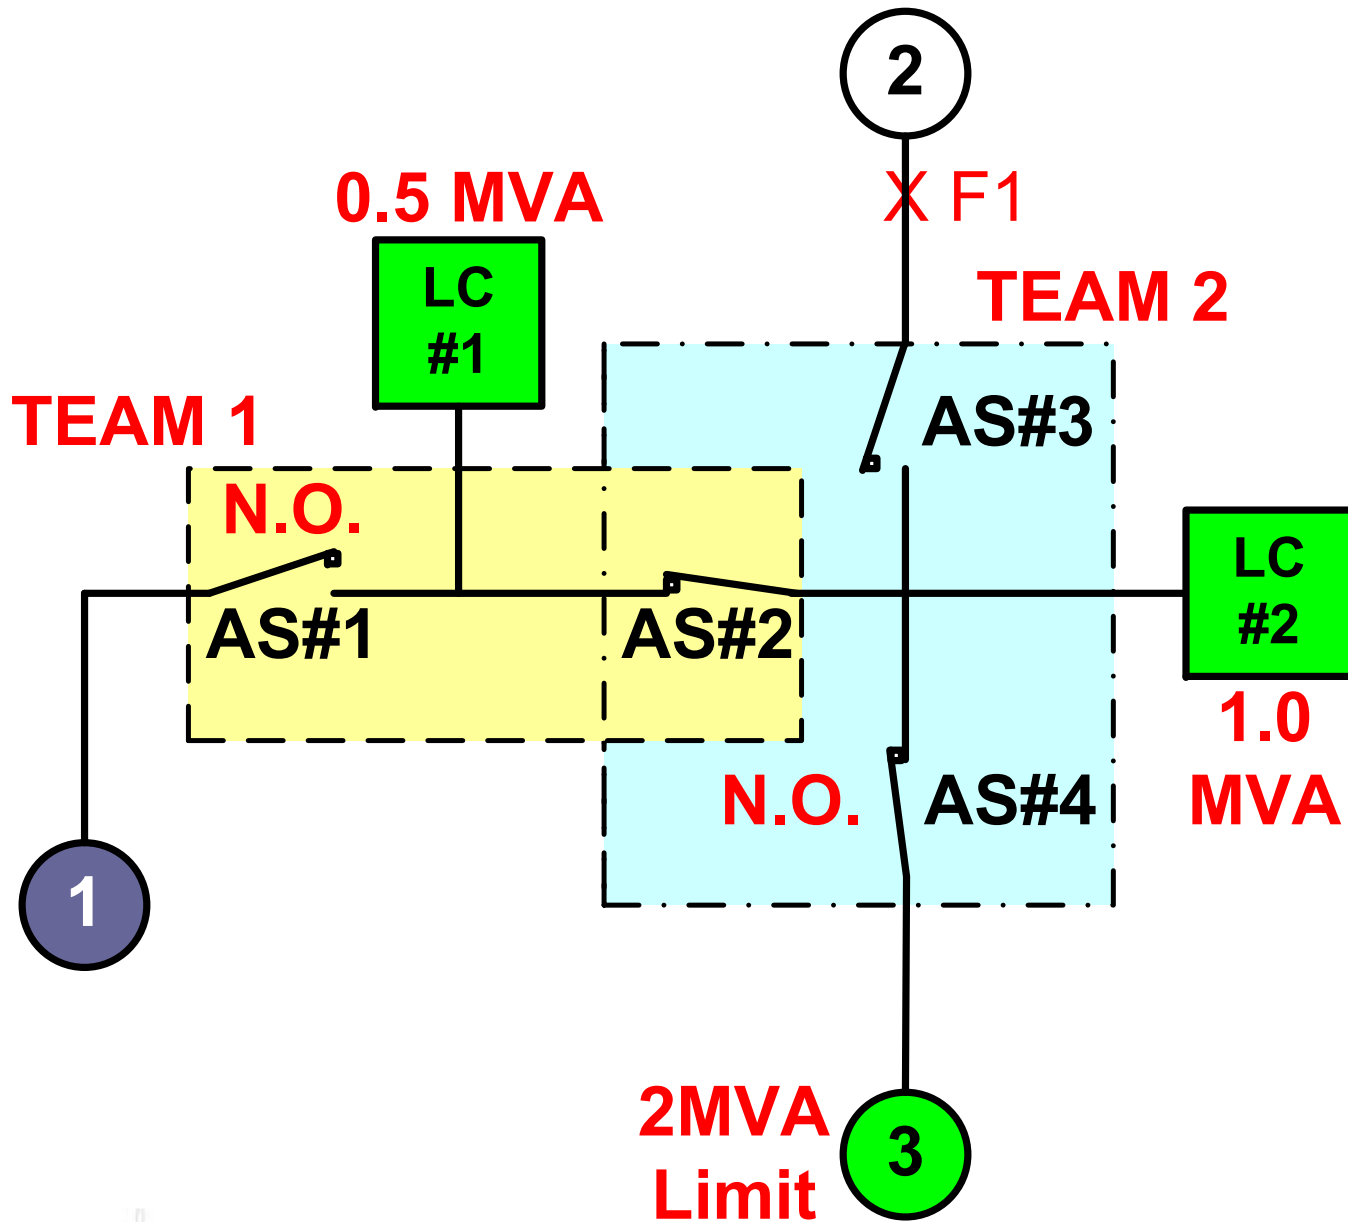 2
0.5 MVA
X F1
LC
#1
TEAM 2
TEAM 1
AS#3
N.O.
LC
#2
AS#1
AS#2
1.0
MVA
N.O.
AS#4
1
2MVA
Limit
3